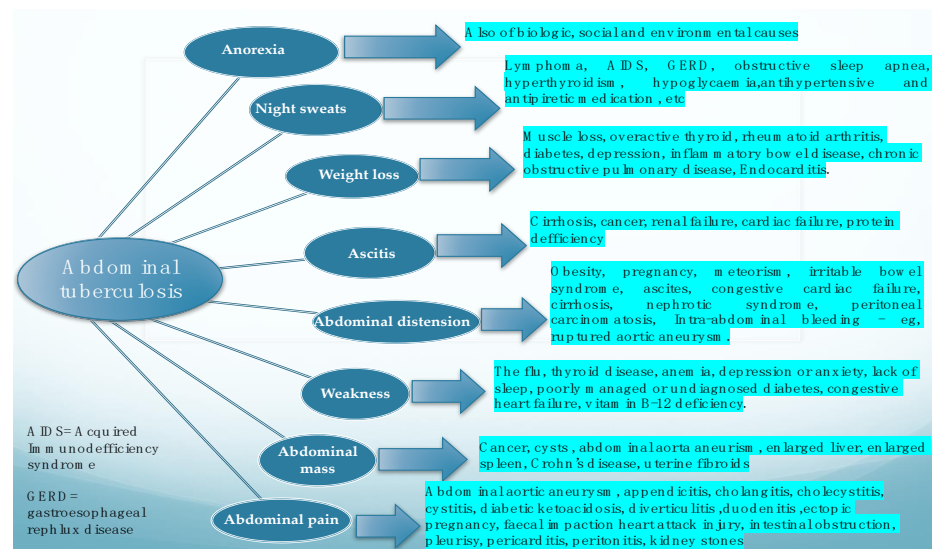 Anorexia
Also of biologic, social and environmental causes
Night sweats
Lymphoma, AIDS, GERD, obstructive sleep apnea,
hyperthyroidism, hypoglycaemia,antihypertensive and
antipiretic medication, etc
Weight loss
Muscle loss, overactive thyroid, rheumatoid arthritis,
diabetes, depression, inflammatory bowel disease, chronic
obstructive pulmonary disease, Endocarditis.
Abdominal
tuberculosis
Ascitis
Cirrhosis, cancer, renal failure, cardiac failure, protein
defficiency
Abdominal distension
Obesity, pregnancy, meteorism, irritable bowel
syndrome, ascites, congestive cardiac failure,
cirrhosis, nephrotic syndrome, peritoneal
carcinomatosis, Intra-abdominal bleeding – eg,
ruptured aortic aneurysm.
Weakness
The flu, thyroid disease, anemia, depression or anxiety, lack of
sleep, poorly managed or undiagnosed diabetes, congestive
heart failure, vitamin B-12 deficiency.
Abdominal
mass
Cancer, cysts, abdominal aorta aneurism, enlarged liver, enlarged
spleen, Crohn's disease, uterine fibroids
Abdominal pain
Abdominal aortic aneurysm, appendicitis, cholangitis, cholecystitis,
cystitis, diabetic ketoacidosis, diverticulitis ,duodenitis ,ectopic
pregnancy, faecal impaction heart attack injury, intestinal obstruction,
pleurisy, pericarditis, peritonitis, kidney stones
AIDS= Acquired
Immunodefficiency
syndrome
GERD=
gastroesophageal
rephlux disease